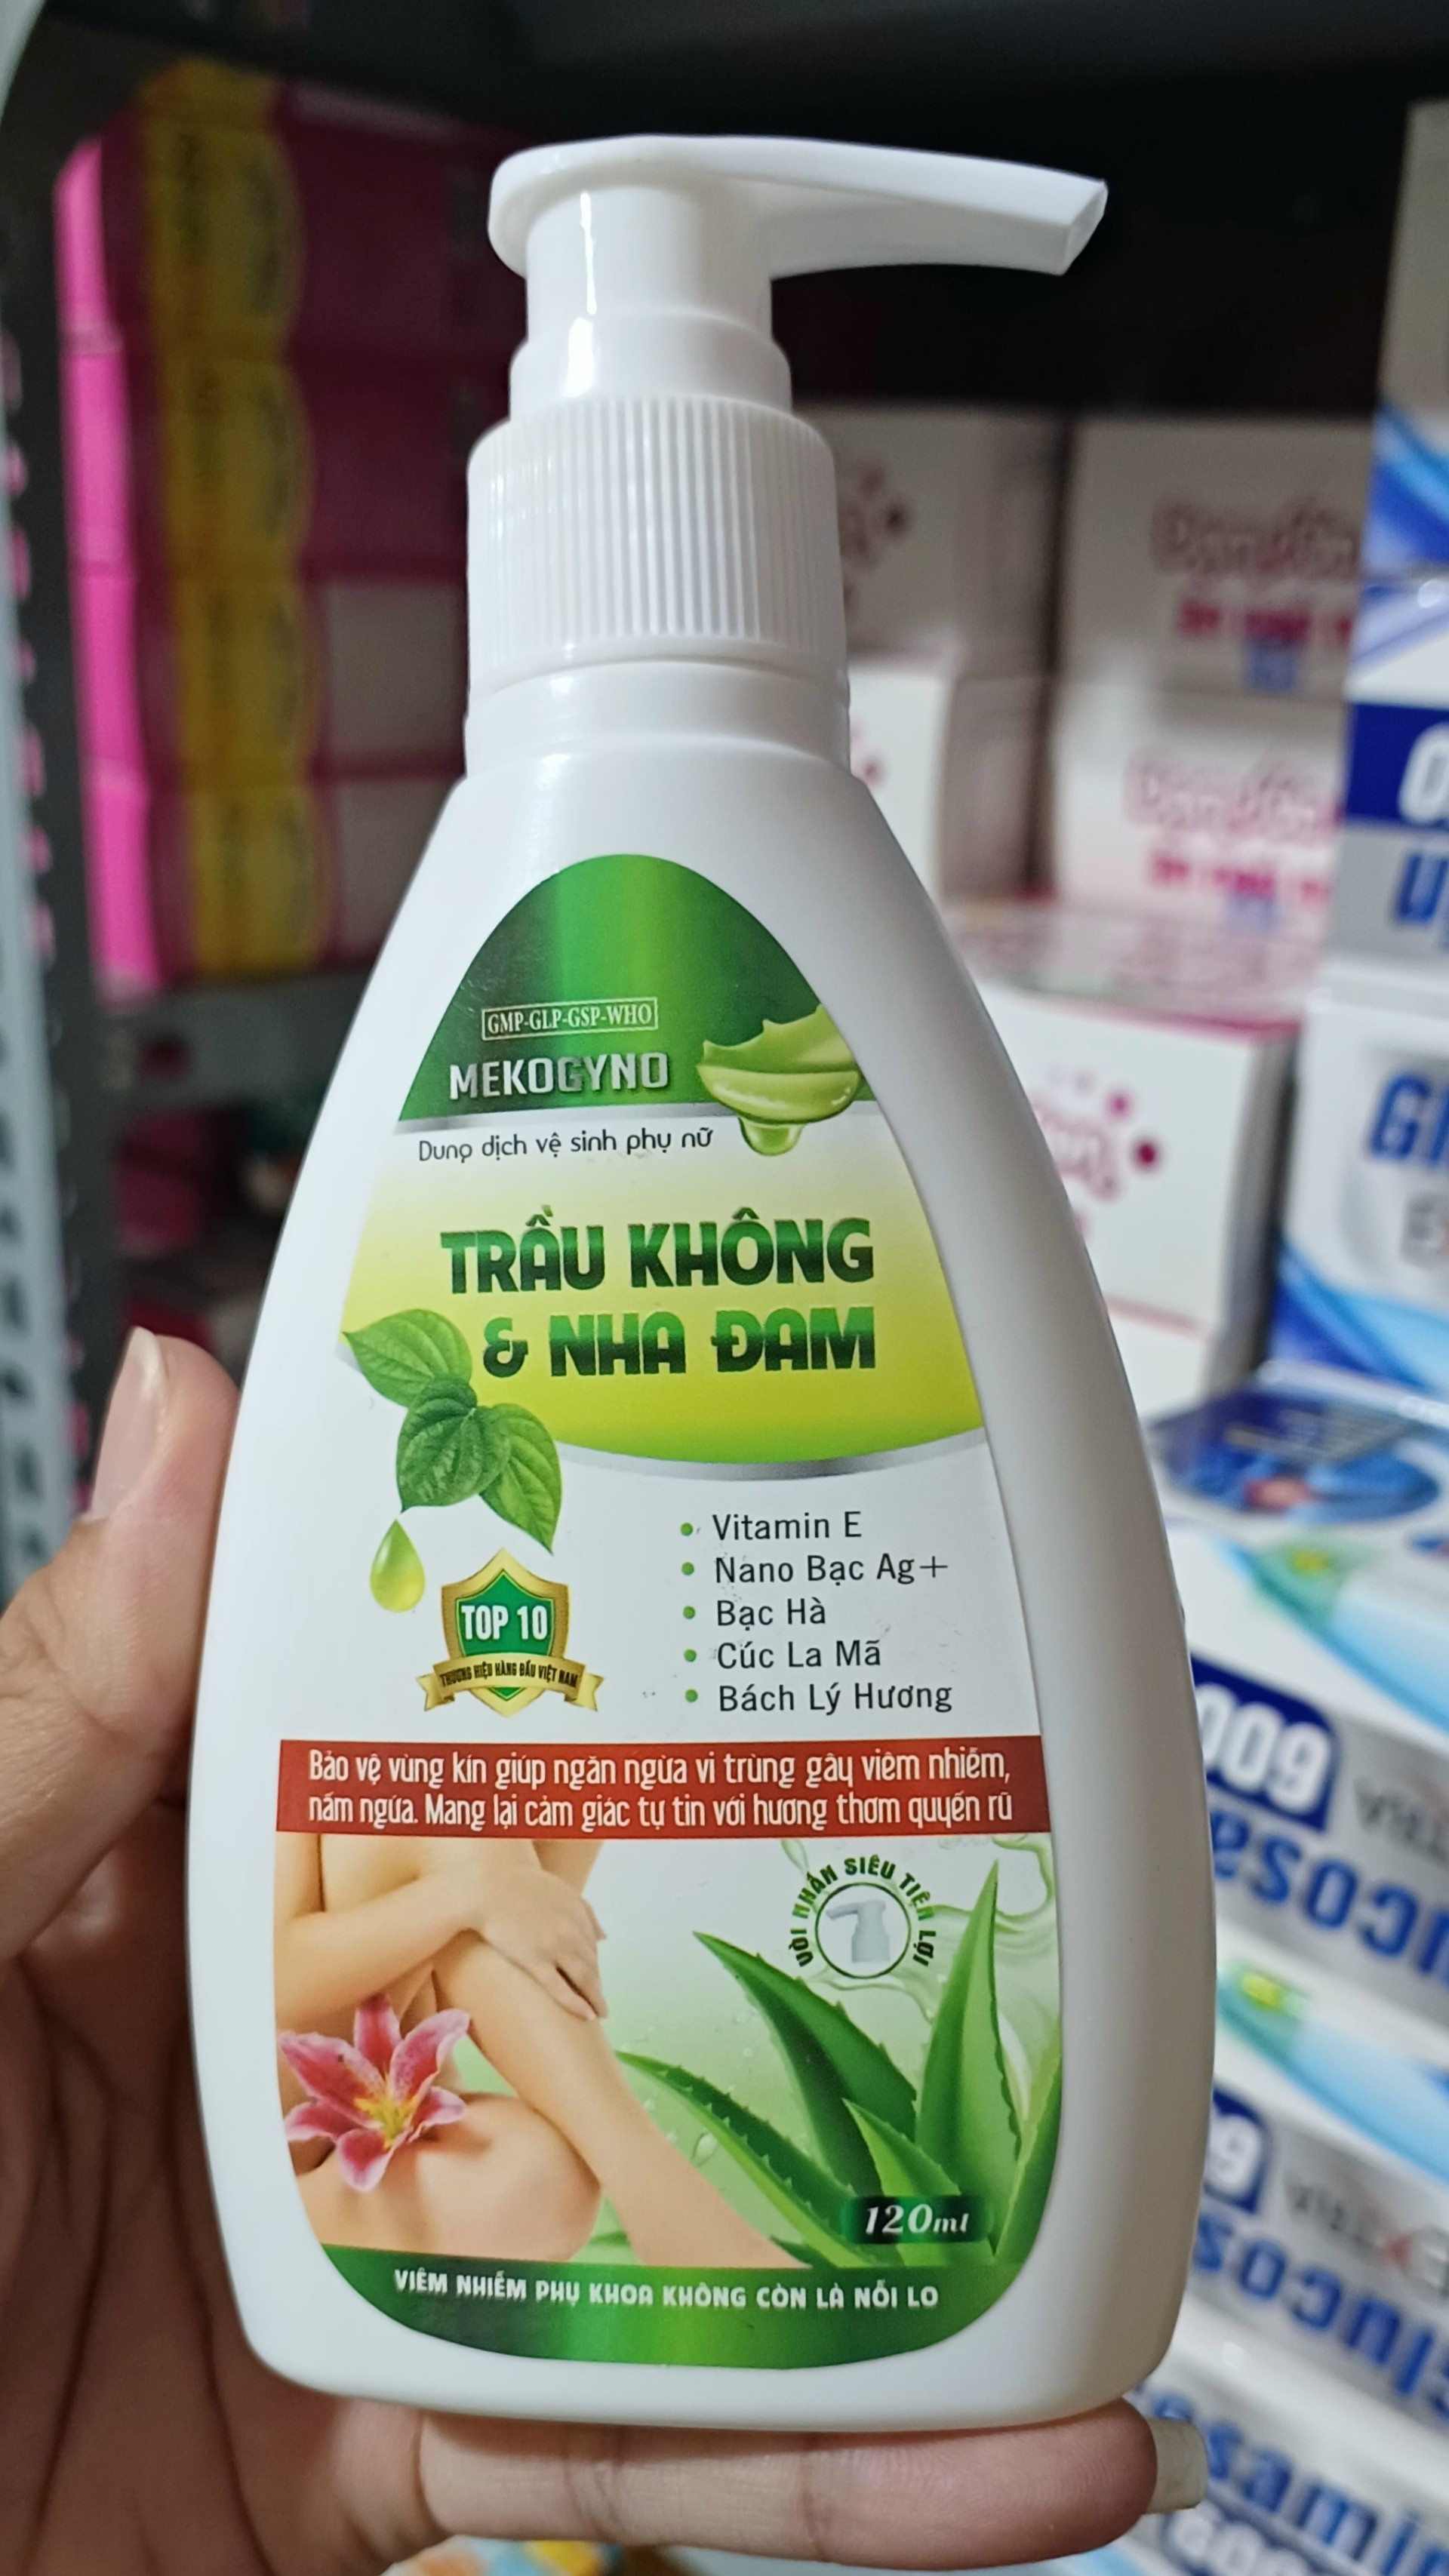 GMP-GLP-GSP-WHO
MEKOGYNO
Dung dịch vệ sinh phụ nữ
TRẦU KHÔNG
& NHA ĐAM
• Vitamin E
• Nano Bạc Ag+
• Bạc Hà
• Cúc La Mã
• Bách Lý Hương
TOP 10
THƯƠNG HIỆU HÀNG ĐẦU VIỆT NAM
Bảo vệ vùng kín giúp ngăn ngừa vi trùng gây viêm nhiễm,
nấm ngứa. Mang lại cảm giác tự tin với hương thơm quyến rũ
VÒI NHẤN SIÊU TIỆN LỢI
120ml
VIÊM NHIỄM PHỤ KHOA KHÔNG CÒN LÀ NỖI LO